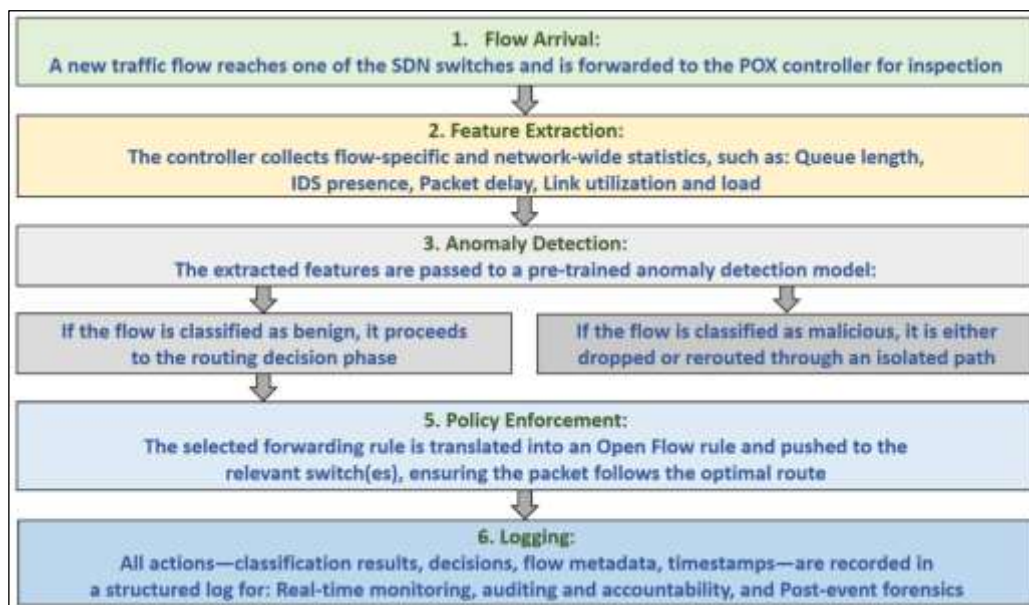 1. Flow Arrival:
A new traffic flow reaches one of the SDN switches and is forwarded to the POX controller for inspection
2. Feature Extraction:
The controller collects flow-specific and network-wide statistics, such as: Queue length,
IDS presence, Packet delay, Link utilization and load
3. Anomaly Detection:
The extracted features are passed to a pre-trained anomaly detection model:
If the flow is classified as benign, it proceeds
to the routing decision phase
If the flow is classified as malicious, it is either
dropped or rerouted through an isolated path
5. Policy Enforcement:
The selected forwarding rule is translated into an Open Flow rule and pushed to the
relevant switch(es), ensuring the packet follows the optimal route
6. Logging:
All actions—classification results, decisions, flow metadata, timestamps—are recorded in
a structured log for: Real-time monitoring, auditing and accountability, and Post-event forensics